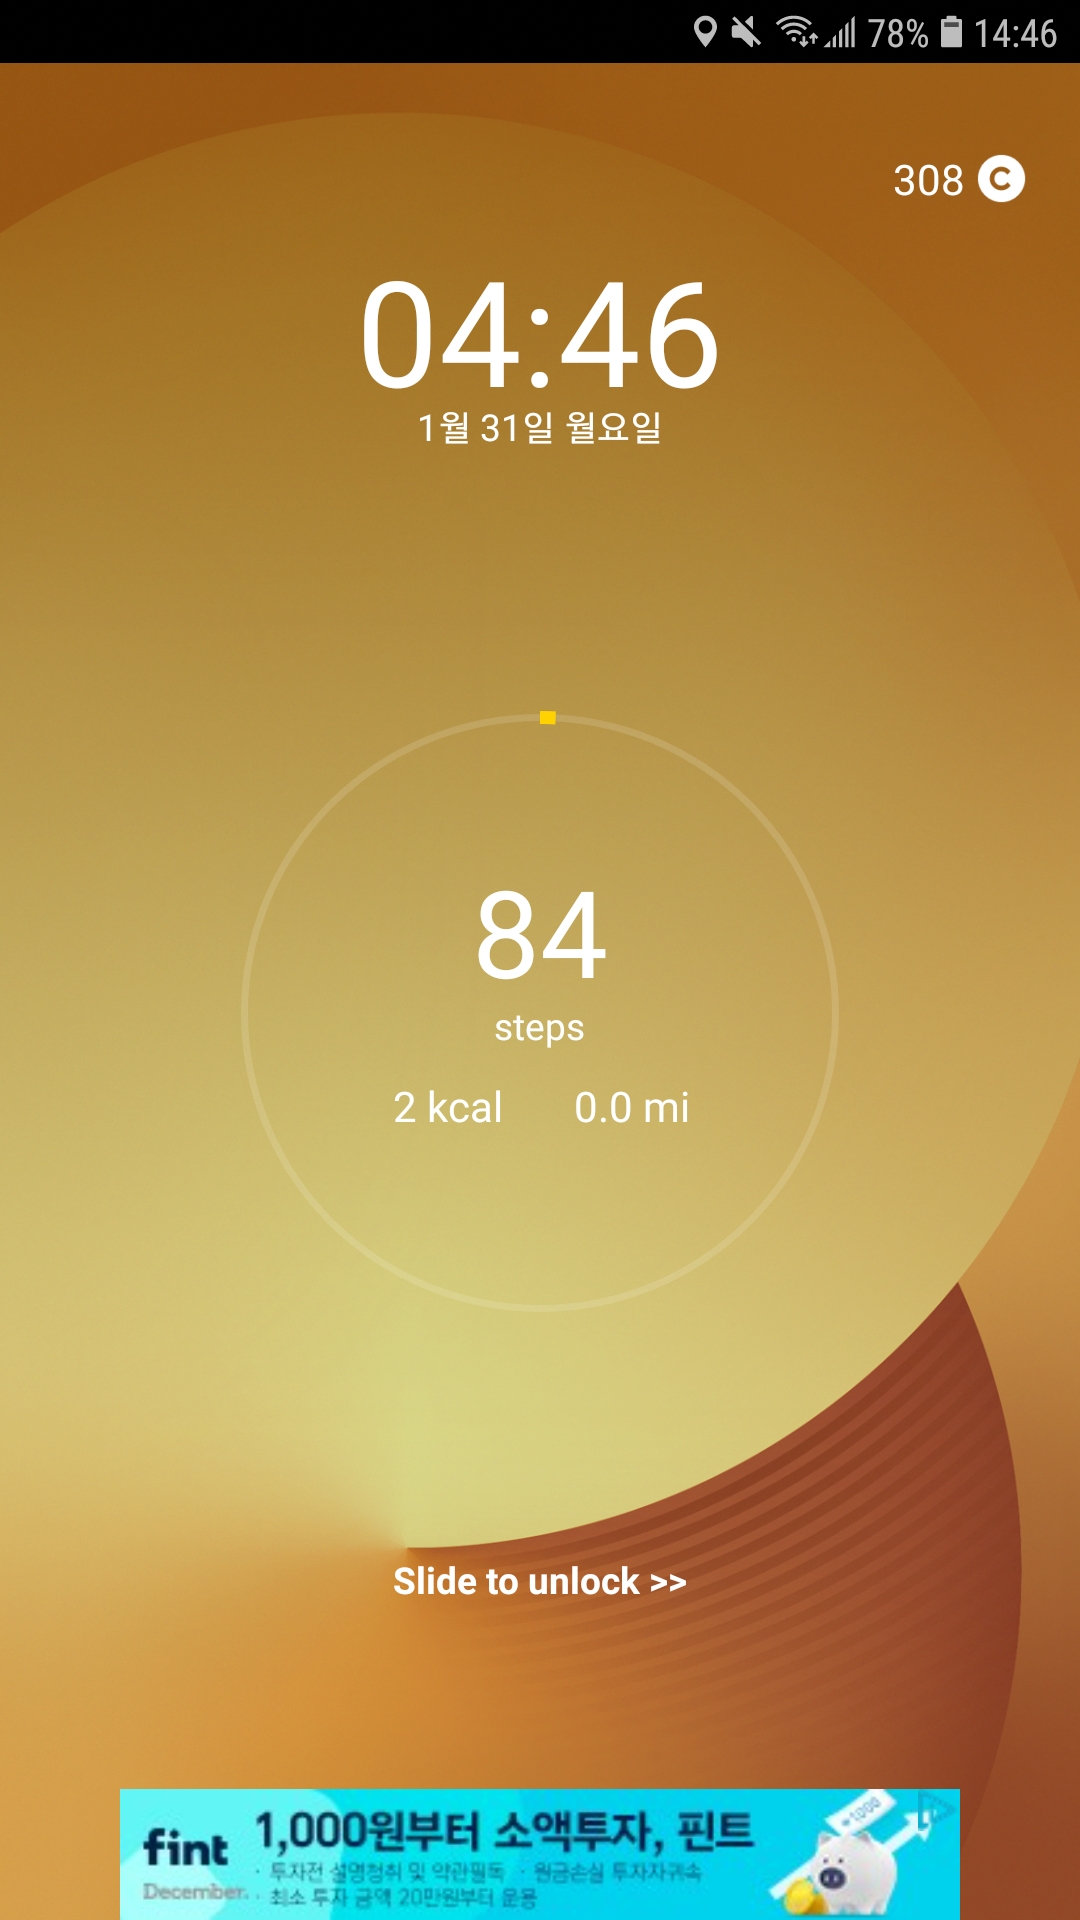 78% 14:46
308 C
04:46
1월 31일 월요일
84
steps
2 kcal 0.0 mi
Slide to unlock >>
fint
December.
1,000원부터 소액투자, 핀트
· 투자전 설명청취 및 약관필독 · 원금손실 투자자귀속
· 최소 투자 금액 20만원부터 운용
+1000